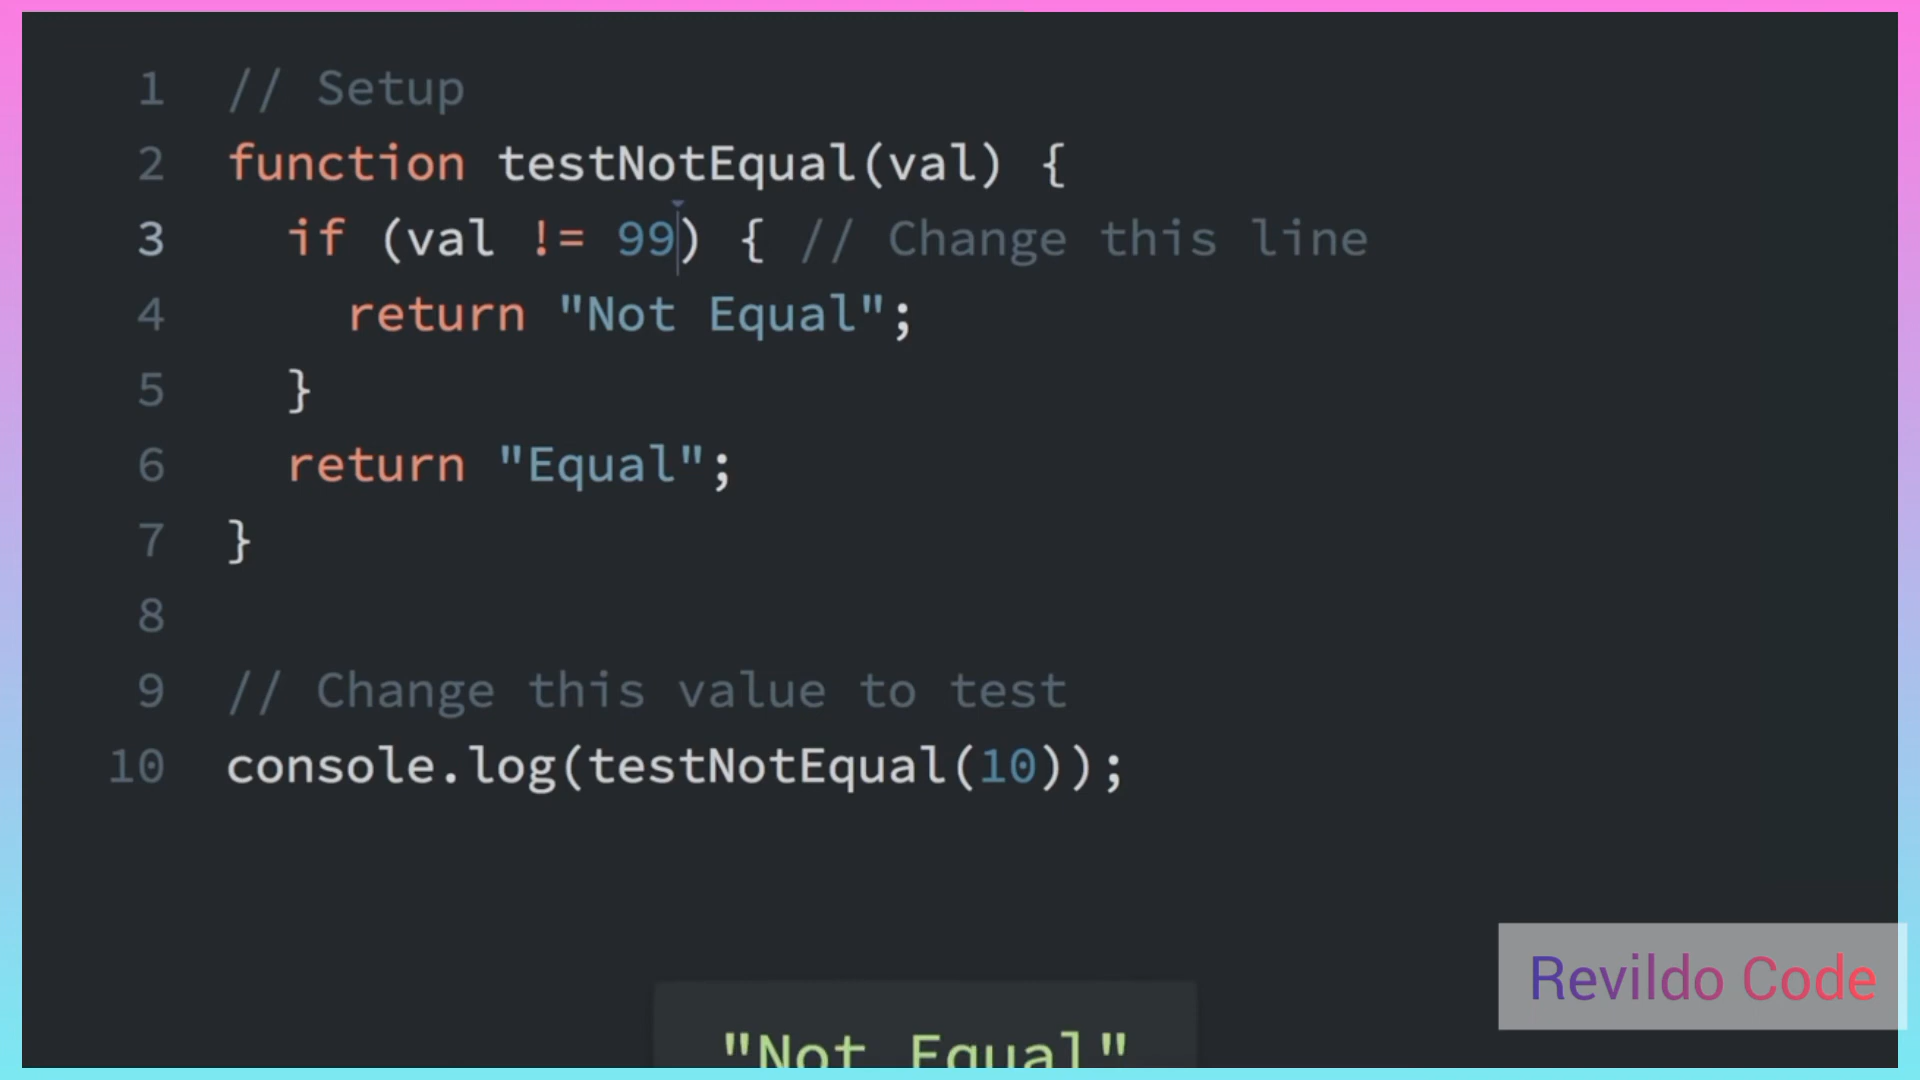 1 // Setup
2 function testNotEqual(val) {
3 if (val != 99) { // Change this line
4 return "Not Equal";
5 }
6 return "Equal";
7 }
8
9 // Change this value to test
10 console.log(testNotEqual(10));
Revildo Code
"Not Equal"